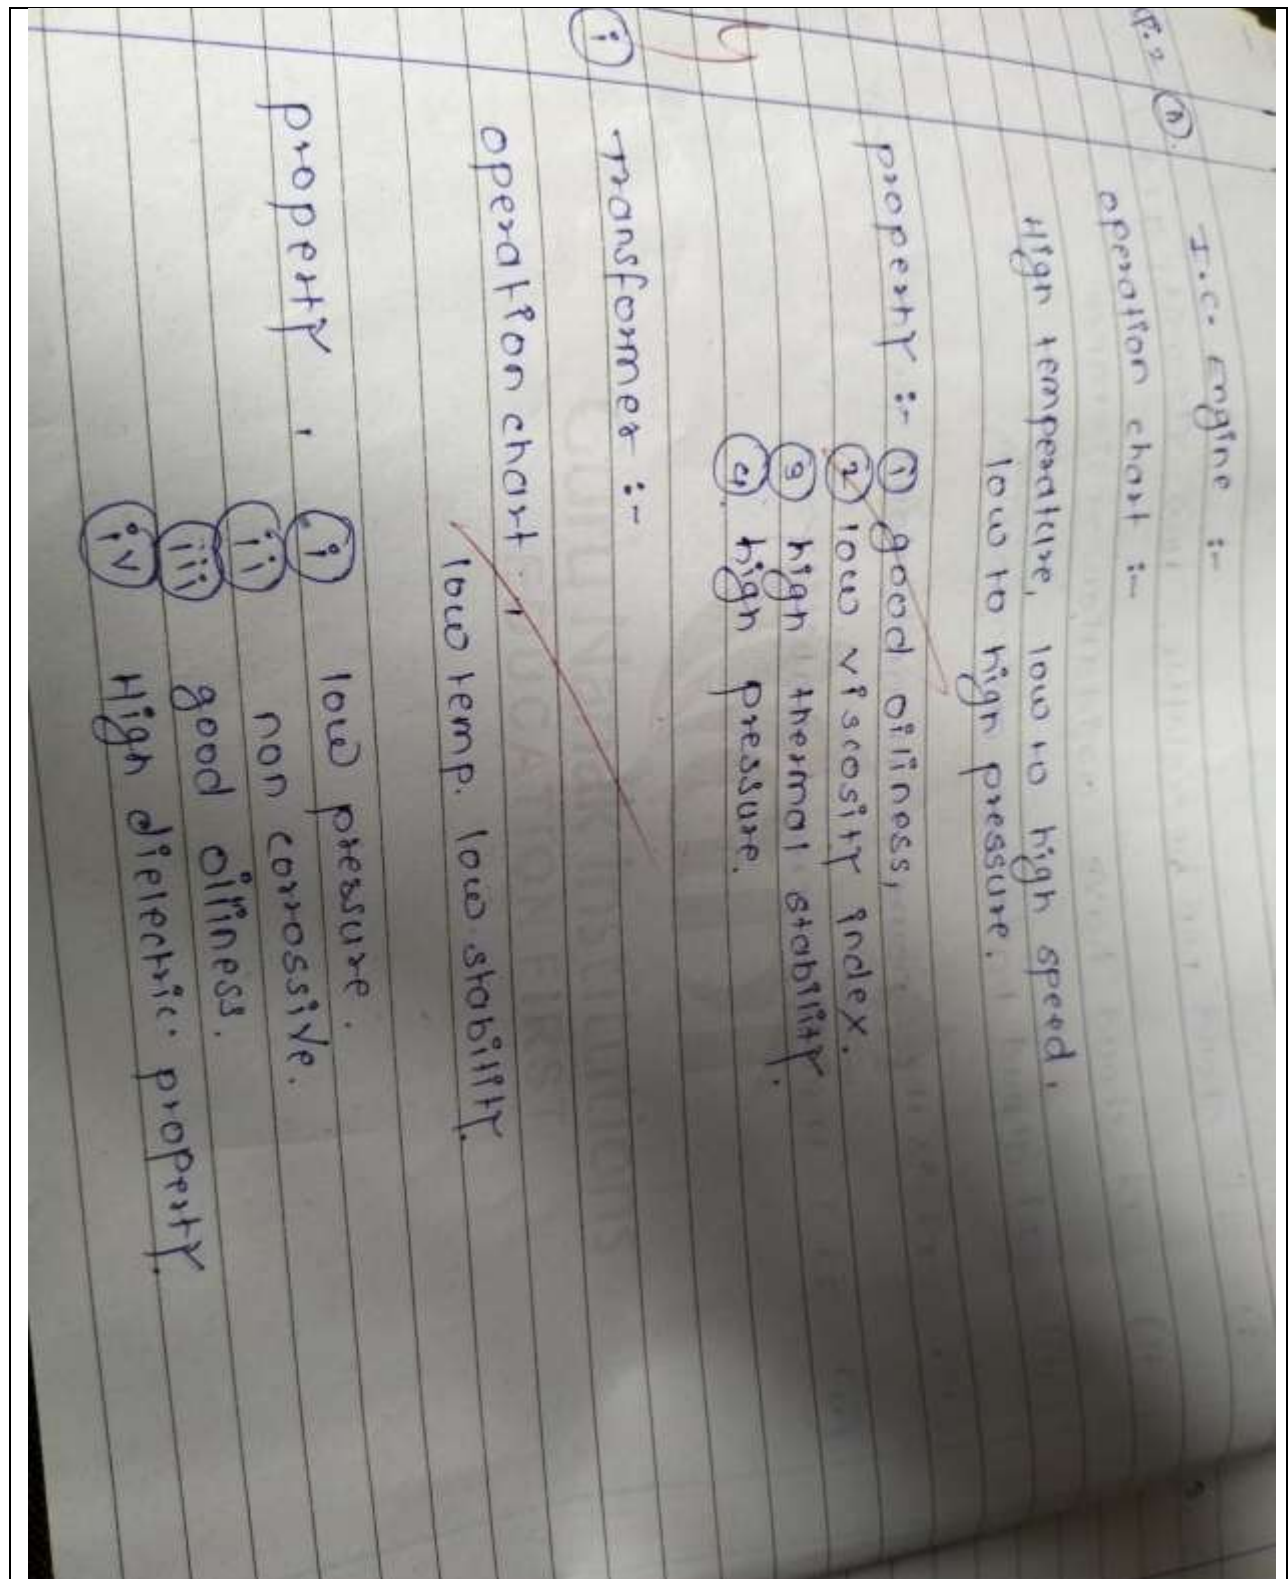 Q.2 (A). I.C. engine :-
operation chart :-
High temperature, low to high speed,
low to high pressure.
property :- (1) good oiliness,
(2) low viscosity index.
(3) high thermal stability.
(4) high pressure.
(i) Transformer :-
operation chart :-
low temp. low stability.
property , (i) low pressure.
(ii) non corrossive.
(iii) good oiliness.
(iv) High dielectric property.